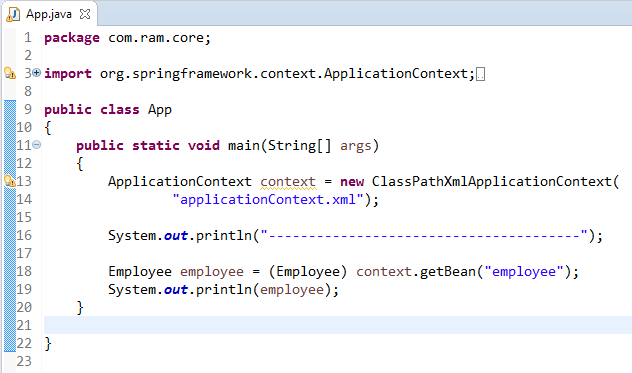 App.java
1 package com.ram.core;
2
3 import org.springframework.context.ApplicationContext;
8
9 public class App
10 {
11     public static void main(String[] args)
12     {
13         ApplicationContext context = new ClassPathXmlApplicationContext(
14                 "applicationContext.xml");
15
16         System.out.println("---------------------------------------");
17
18         Employee employee = (Employee) context.getBean("employee");
19         System.out.println(employee);
20     }
21
22 }
23